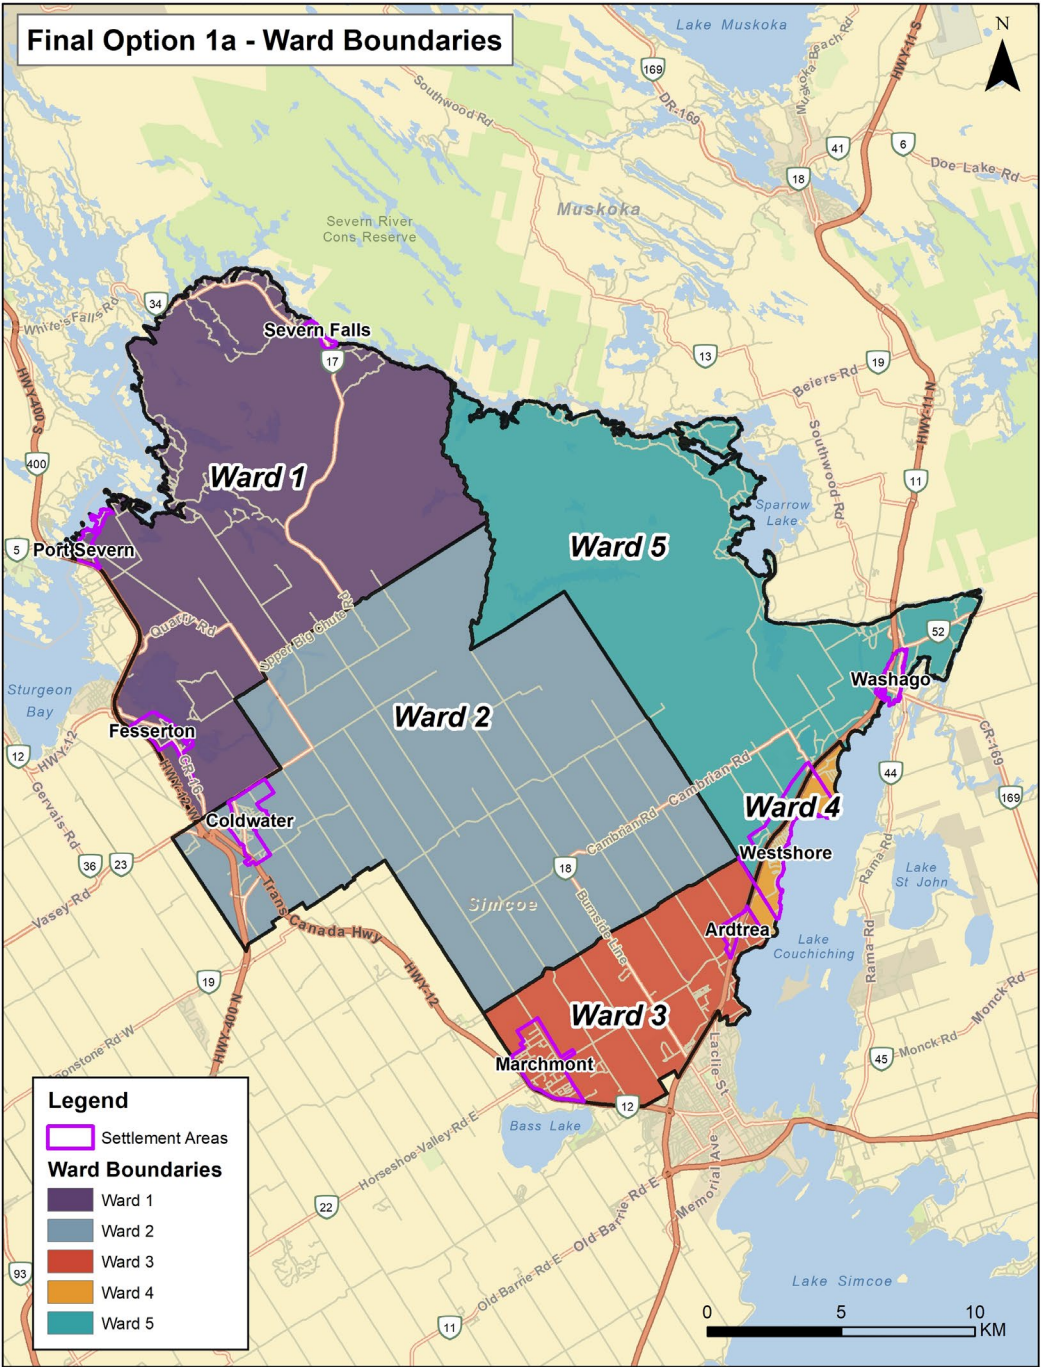 Final Option 1a - Ward Boundaries
Lake Muskoka
N
HWY-11 S
Muskoka Beach Rd
169
DR-169
Southwood Rd
41
6
Doe Lake Rd
18
Muskoka
Severn River
Cons Reserve
34
White's Falls Rd
Severn Falls
17
13
19
Beiers Rd
HWY-400 S
HWY-11 N
Southwood Rd
400
Ward 1
11
Sparrow
Lake
5
Port Severn
Ward 5
Quarry Rd
Upper Big Chute Rd
52
Washago
Sturgeon
Bay
Fesserton
Ward 2
12
HWY-12
CR-16
HWY-12 W
CR-169
44
169
Gervais Rd
Cambrian Rd
Ward 4
Coldwater
Cambrian Rd
Westshore
36
23
18
Rama Rd
Lake
St John
Vasey Rd
Trans Canada Hwy
Simcoe
Burnside Line
Ardtrea
Lake
Couchiching
Rama Rd
19
HWY-12
HWY-400 N
Ward 3
Monck Rd
Moonstone Rd W
Marchmont
Laclie St
45
Monck Rd
12
Bass Lake
Horseshoe Valley Rd E
Memorial Ave
22
Old Barrie Rd E
Old Barrie Rd E
93
11
Lake Simcoe
Legend
Settlement Areas
Ward Boundaries
Ward 1
Ward 2
Ward 3
Ward 4
Ward 5
0 5 10
KM